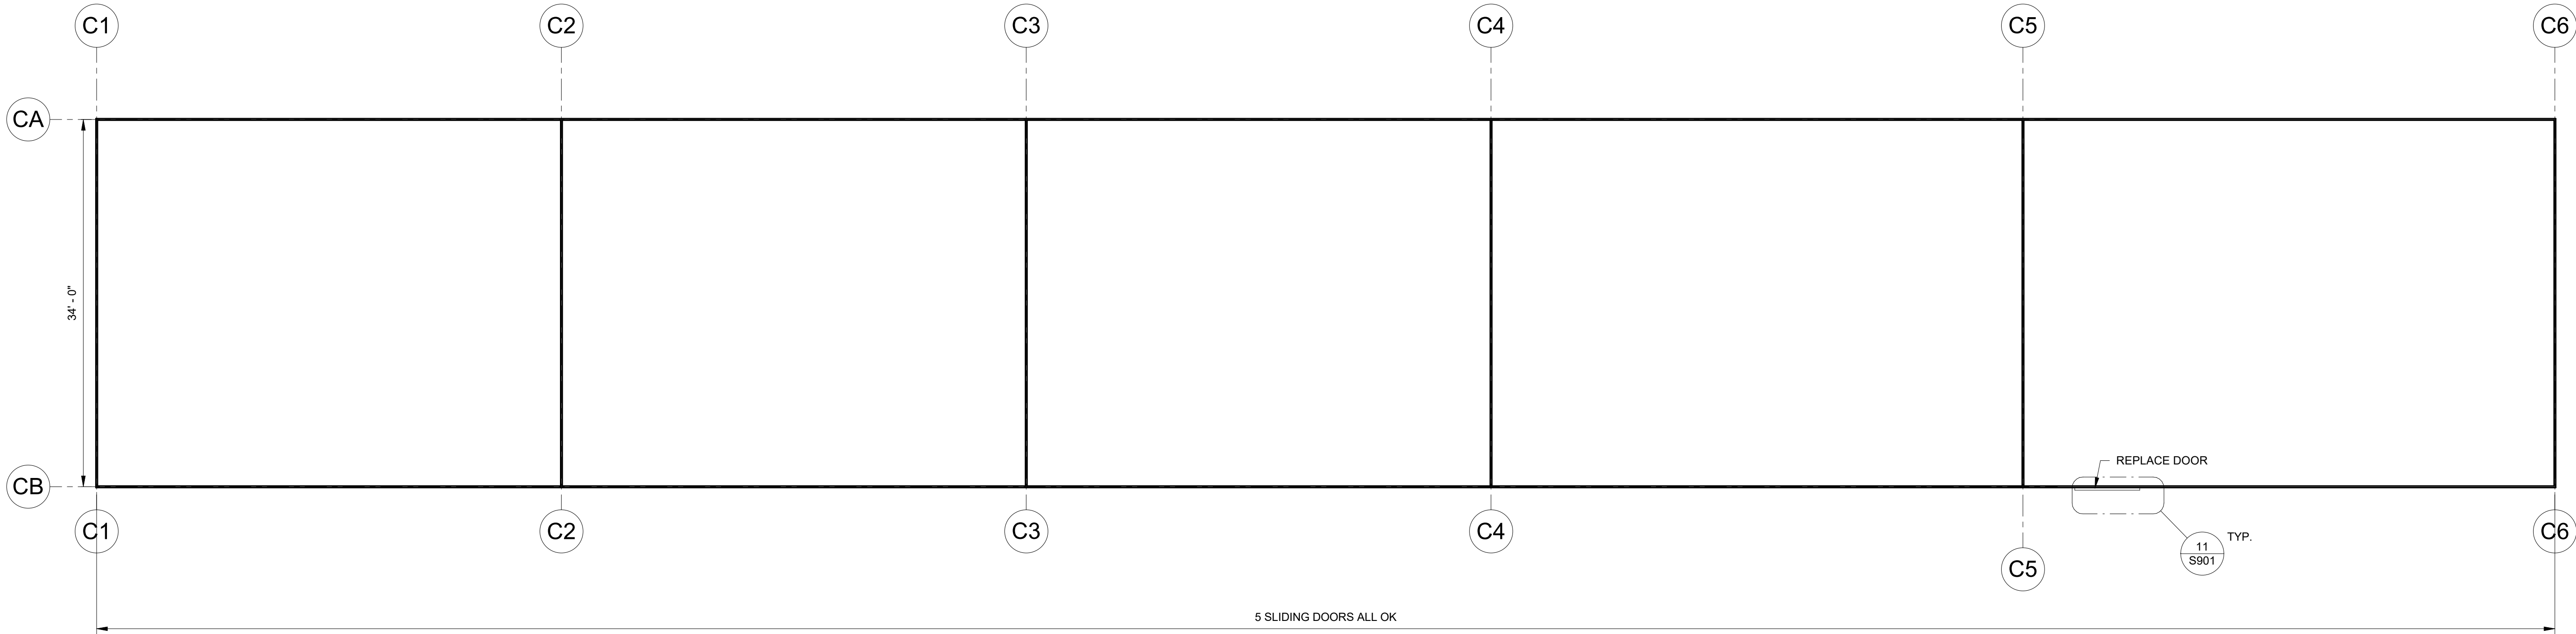 C1
C2
C3
C4
C5
C6
CA
34' - 0"
REPLACE DOOR
CB
C1
C2
C3
C4
C6
TYP.
11
S901
C5
5 SLIDING DOORS ALL OK